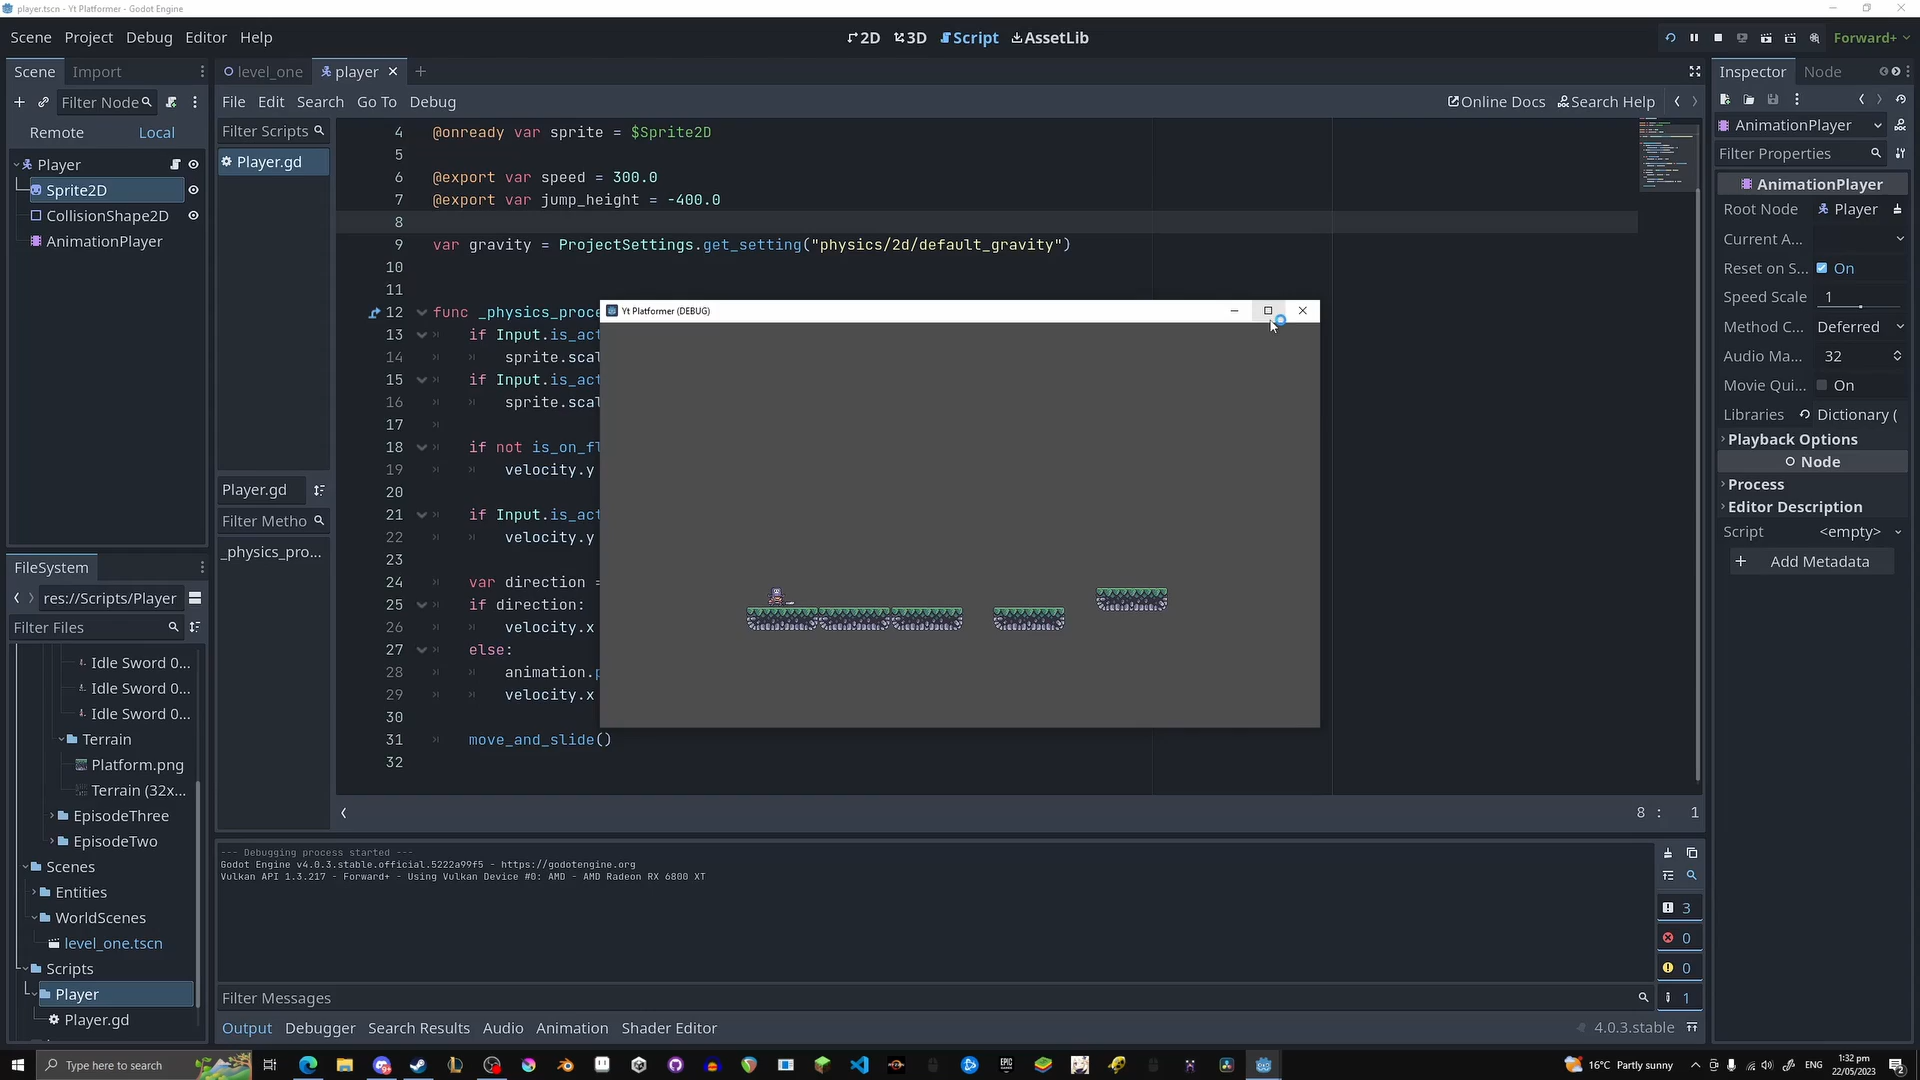 player.tscn - Yt Platformer - Godot Engine
Scene Project Debug Editor Help
2D 3D Script AssetLib
Forward+
Scene Import
level_one player
Inspector Node
Filter Node
File Edit Search Go To Debug
Online Docs Search Help
Remote Local
Filter Scripts
Player.gd
AnimationPlayer
Filter Properties
Player
Sprite2D
CollisionShape2D
AnimationPlayer
4 @onready var sprite = $Sprite2D
5
6 @export var speed = 300.0
7 @export var jump_height = -400.0
8
9 var gravity = ProjectSettings.get_setting("physics/2d/default_gravity")
10
11
12 func _physics_proce
13 if Input.is_act
14 sprite.scal
15 if Input.is_act
16 sprite.scal
17
18 if not is_on_fl
19 velocity.y
20
21 if Input.is_act
22 velocity.y
23
24 var direction =
25 if direction:
26 velocity.x
27 else:
28 animation.p
29 velocity.x
30
31 move_and_slide()
32
Yt Platformer (DEBUG)
Player.gd
Filter Metho
_physics_pro...
8 : 1
AnimationPlayer
Root Node Player
Current A...
Reset on S... On
Speed Scale 1
Method C... Deferred
Audio Ma... 32
Movie Qui... On
Libraries Dictionary (
Playback Options
Node
Process
Editor Description
Script <empty>
Add Metadata
FileSystem
res://Scripts/Player
Filter Files
Idle Sword 0...
Idle Sword 0...
Idle Sword 0...
Terrain
Platform.png
Terrain (32x...
EpisodeThree
EpisodeTwo
Scenes
Entities
WorldScenes
level_one.tscn
Scripts
Player
Player.gd
--- Debugging process started ---
Godot Engine v4.0.3.stable.official.5222a99f5 - https://godotengine.org
Vulkan API 1.3.217 - Forward+ - Using Vulkan Device #0: AMD - AMD Radeon RX 6800 XT
3
0
0
1
Filter Messages
Output Debugger Search Results Audio Animation Shader Editor
4.0.3.stable
Type here to search
EPIC
16°C Partly sunny
ENG
1:32 pm
22/05/2023
2